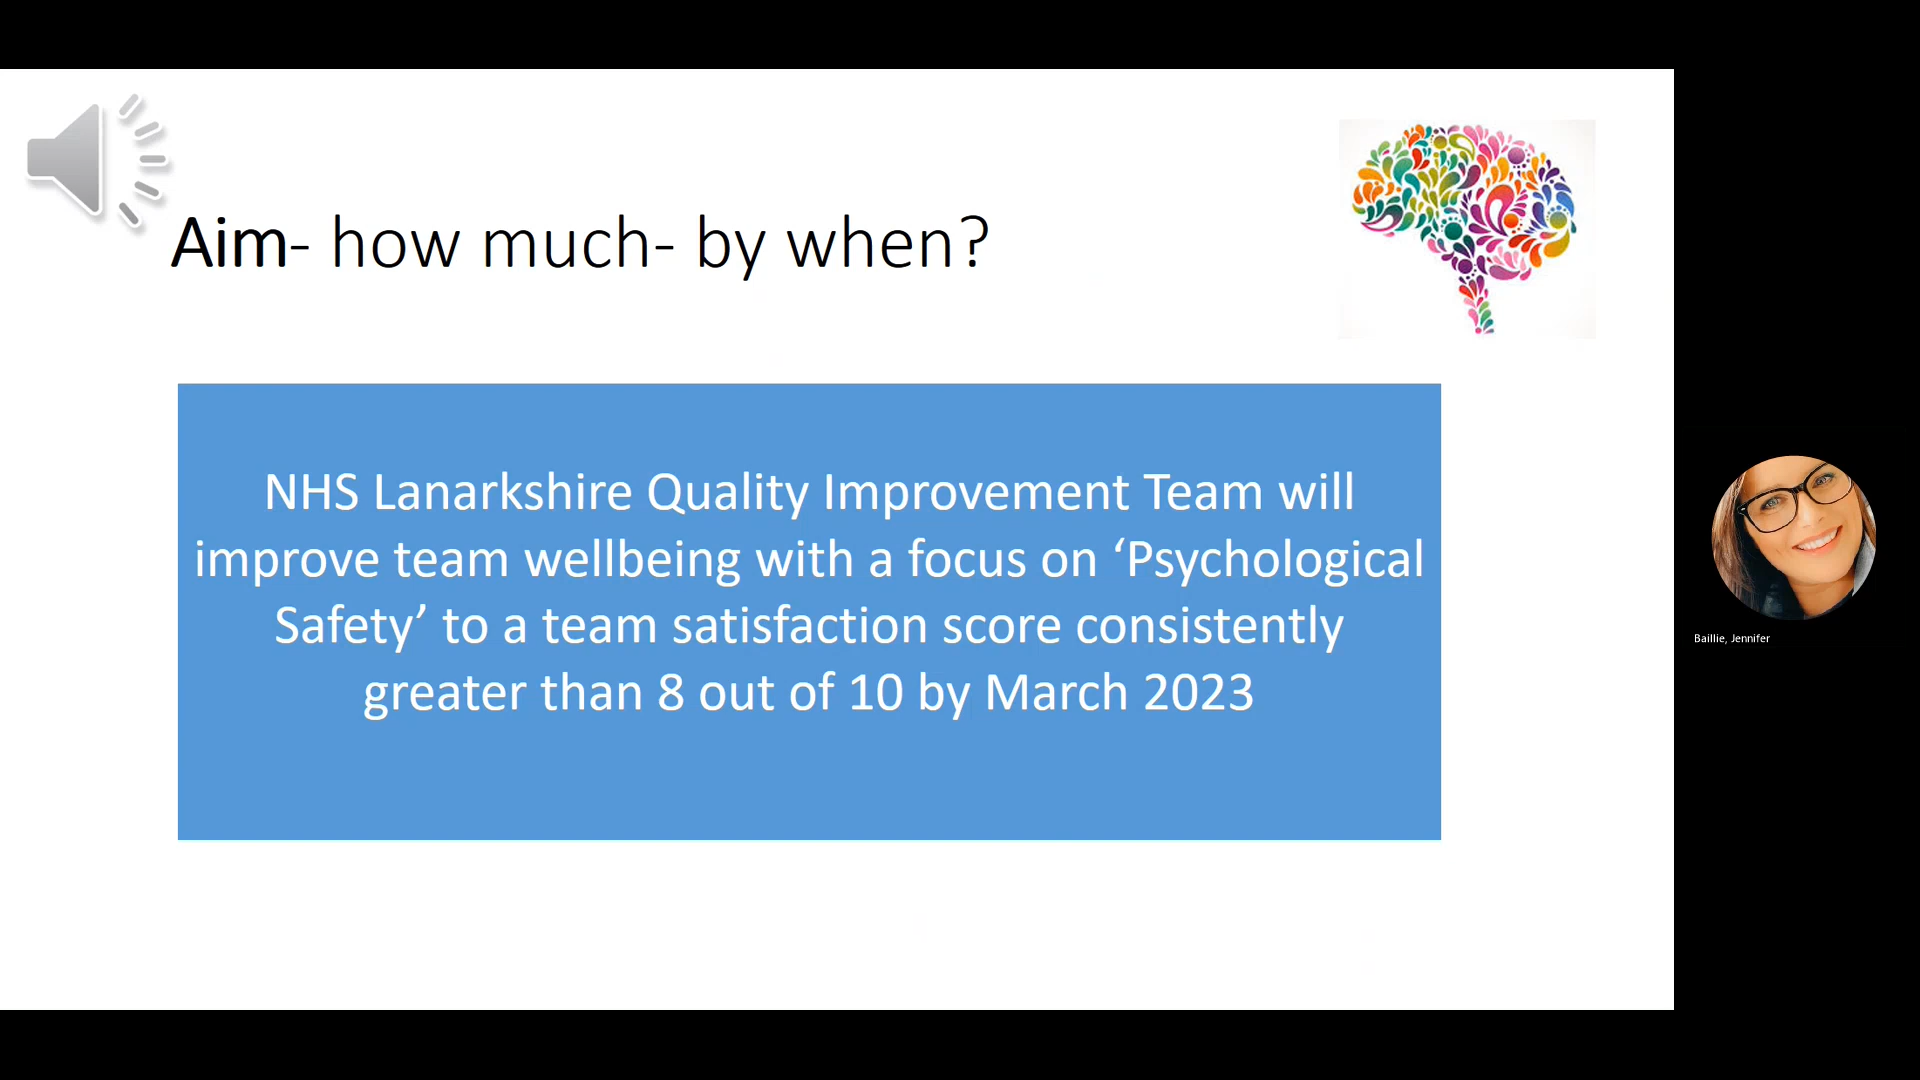 Aim- how much- by when?
NHS Lanarkshire Quality Improvement Team will
improve team wellbeing with a focus on ‘Psychological
Safety’ to a team satisfaction score consistently
greater than 8 out of 10 by March 2023
Baillie, Jennifer